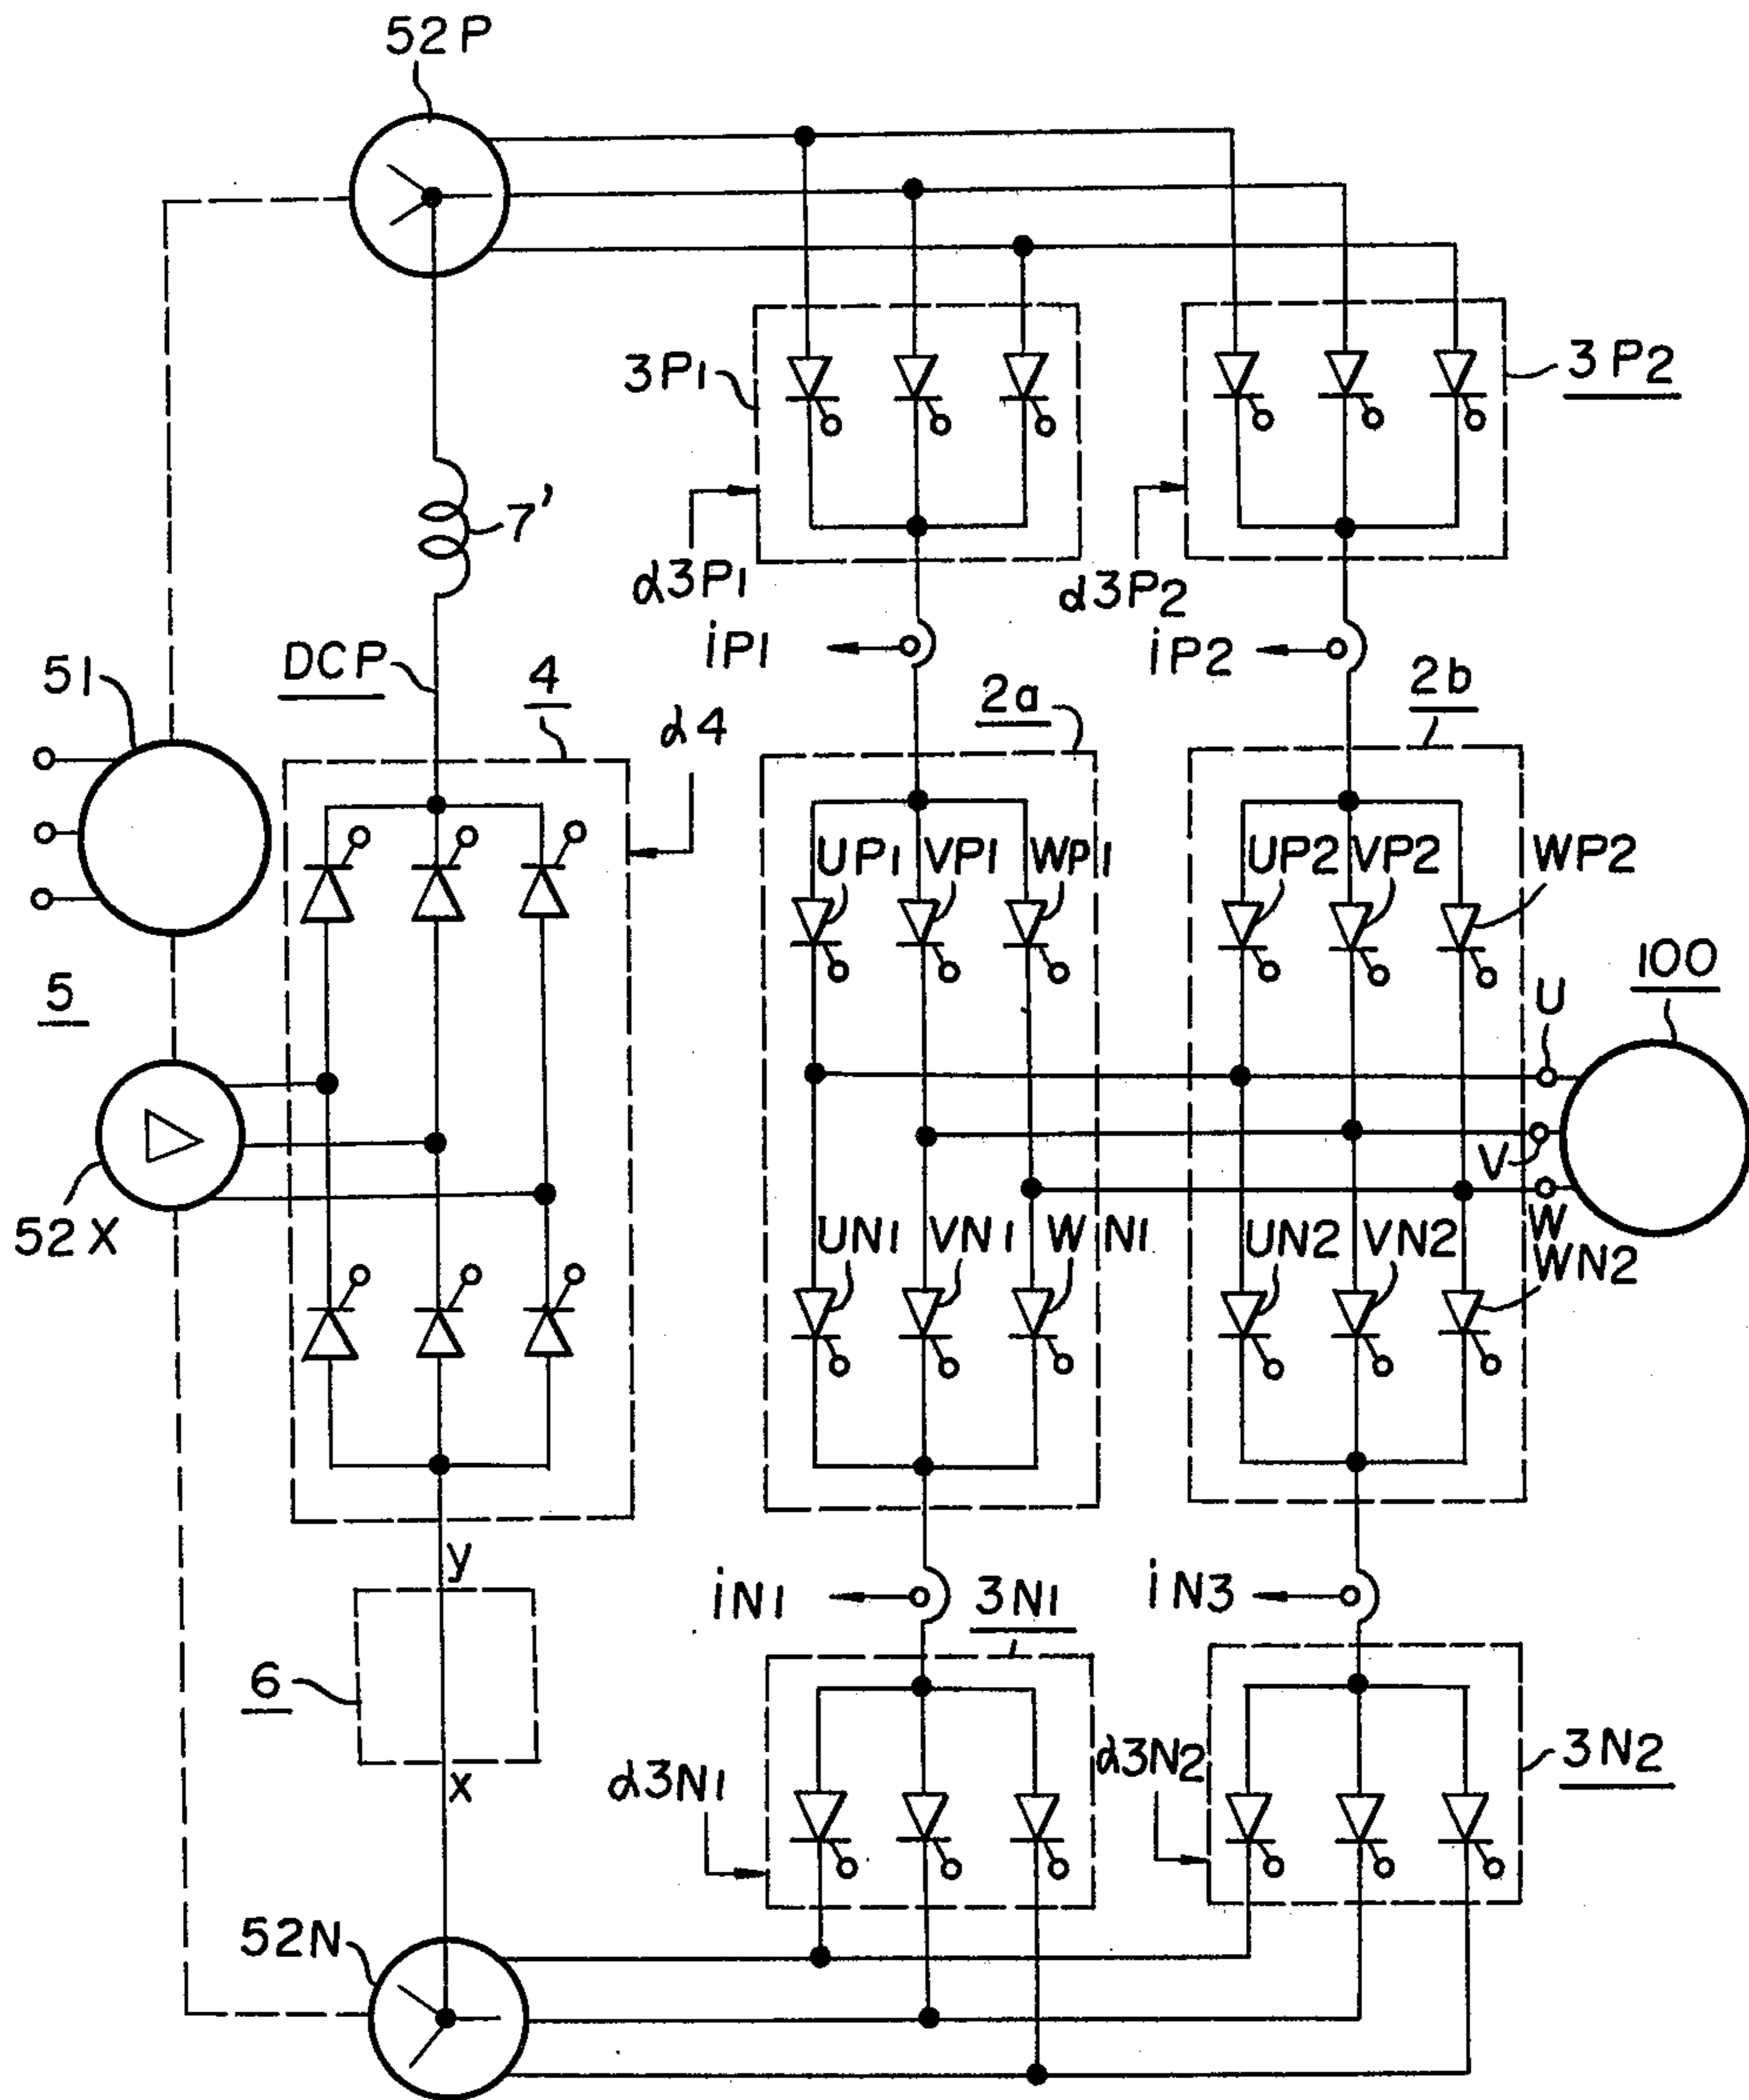 52P
3P1
3P2
7'
α3P1
α3P2
iP1
iP2
DCP
4
51
α4
2a
2b
UP1 VP1 WP1
UP2 VP2 WP2
100
5
U
V
52X
W
UN1 VN1 WN1
UN2 VN2 WN2
y
iN1
3N1
iN3
6
x
α3N1
α3N2
3N2
52N